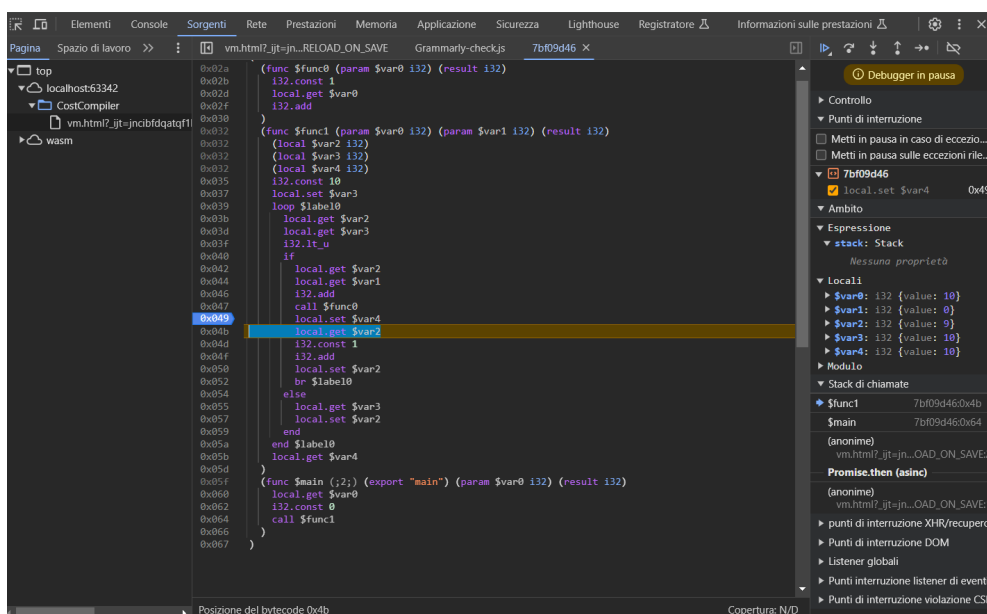 Elementi Console Sorgenti Rete Prestazioni Memoria Applicazione Sicurezza Lighthouse Registratore Informazioni sulle prestazioni
Pagina Spazio di lavoro >> vm.html?_ijt=jn...RELOAD_ON_SAVE Grammarly-check.js 7bf09d46 ×
top
localhost:63342
CostCompiler
vm.html?_ijt=jncibfdqatqf1
wasm
0x02a (func $func0 (param $var0 i32) (result i32)
0x02b i32.const 1
0x02d local.get $var0
0x02f i32.add
0x030 )
0x032 (func $func1 (param $var0 i32) (param $var1 i32) (result i32)
0x032 (local $var2 i32)
0x032 (local $var3 i32)
0x032 (local $var4 i32)
0x035 i32.const 10
0x037 local.set $var3
0x039 loop $label0
0x03b local.get $var2
0x03d local.get $var3
0x03f i32.lt_u
0x040 if
0x042 local.get $var2
0x044 local.get $var1
0x046 i32.add
0x047 call $func0
0x049 local.set $var4
0x04b local.get $var2
0x04d i32.const 1
0x04f i32.add
0x050 local.set $var2
0x052 br $label0
0x054 else
0x055 local.get $var3
0x057 local.set $var2
0x059 end
0x05a end $label0
0x05b local.get $var4
0x05d )
0x05f (func $main (;2;) (export "main") (param $var0 i32) (result i32)
0x060 local.get $var0
0x062 i32.const 0
0x064 call $func1
0x066 )
0x067 )
Posizione del bytecode 0x4b Copertura: N/D
Debugger in pausa
Controllo
Punti di interruzione
Metti in pausa in caso di eccezio...
Metti in pausa sulle eccezioni rile...
7bf09d46
local.set $var4 0x49
Ambito
Espressione
stack: Stack
Nessuna proprietà
Locali
$var0: i32 {value: 10}
$var1: i32 {value: 0}
$var2: i32 {value: 9}
$var3: i32 {value: 10}
$var4: i32 {value: 10}
Modulo
Stack di chiamate
$func1 7bf09d46:0x4b
$main 7bf09d46:0x64
(anonime)
vm.html?_ijt=jn...OAD_ON_SAVE:
Promise.then (asinc)
(anonime)
vm.html?_ijt=jn...OAD_ON_SAVE:
punti di interruzione XHR/recupero
Punti di interruzione DOM
Listener globali
Punti interruzione listener di event
Punti di interruzione violazione CS